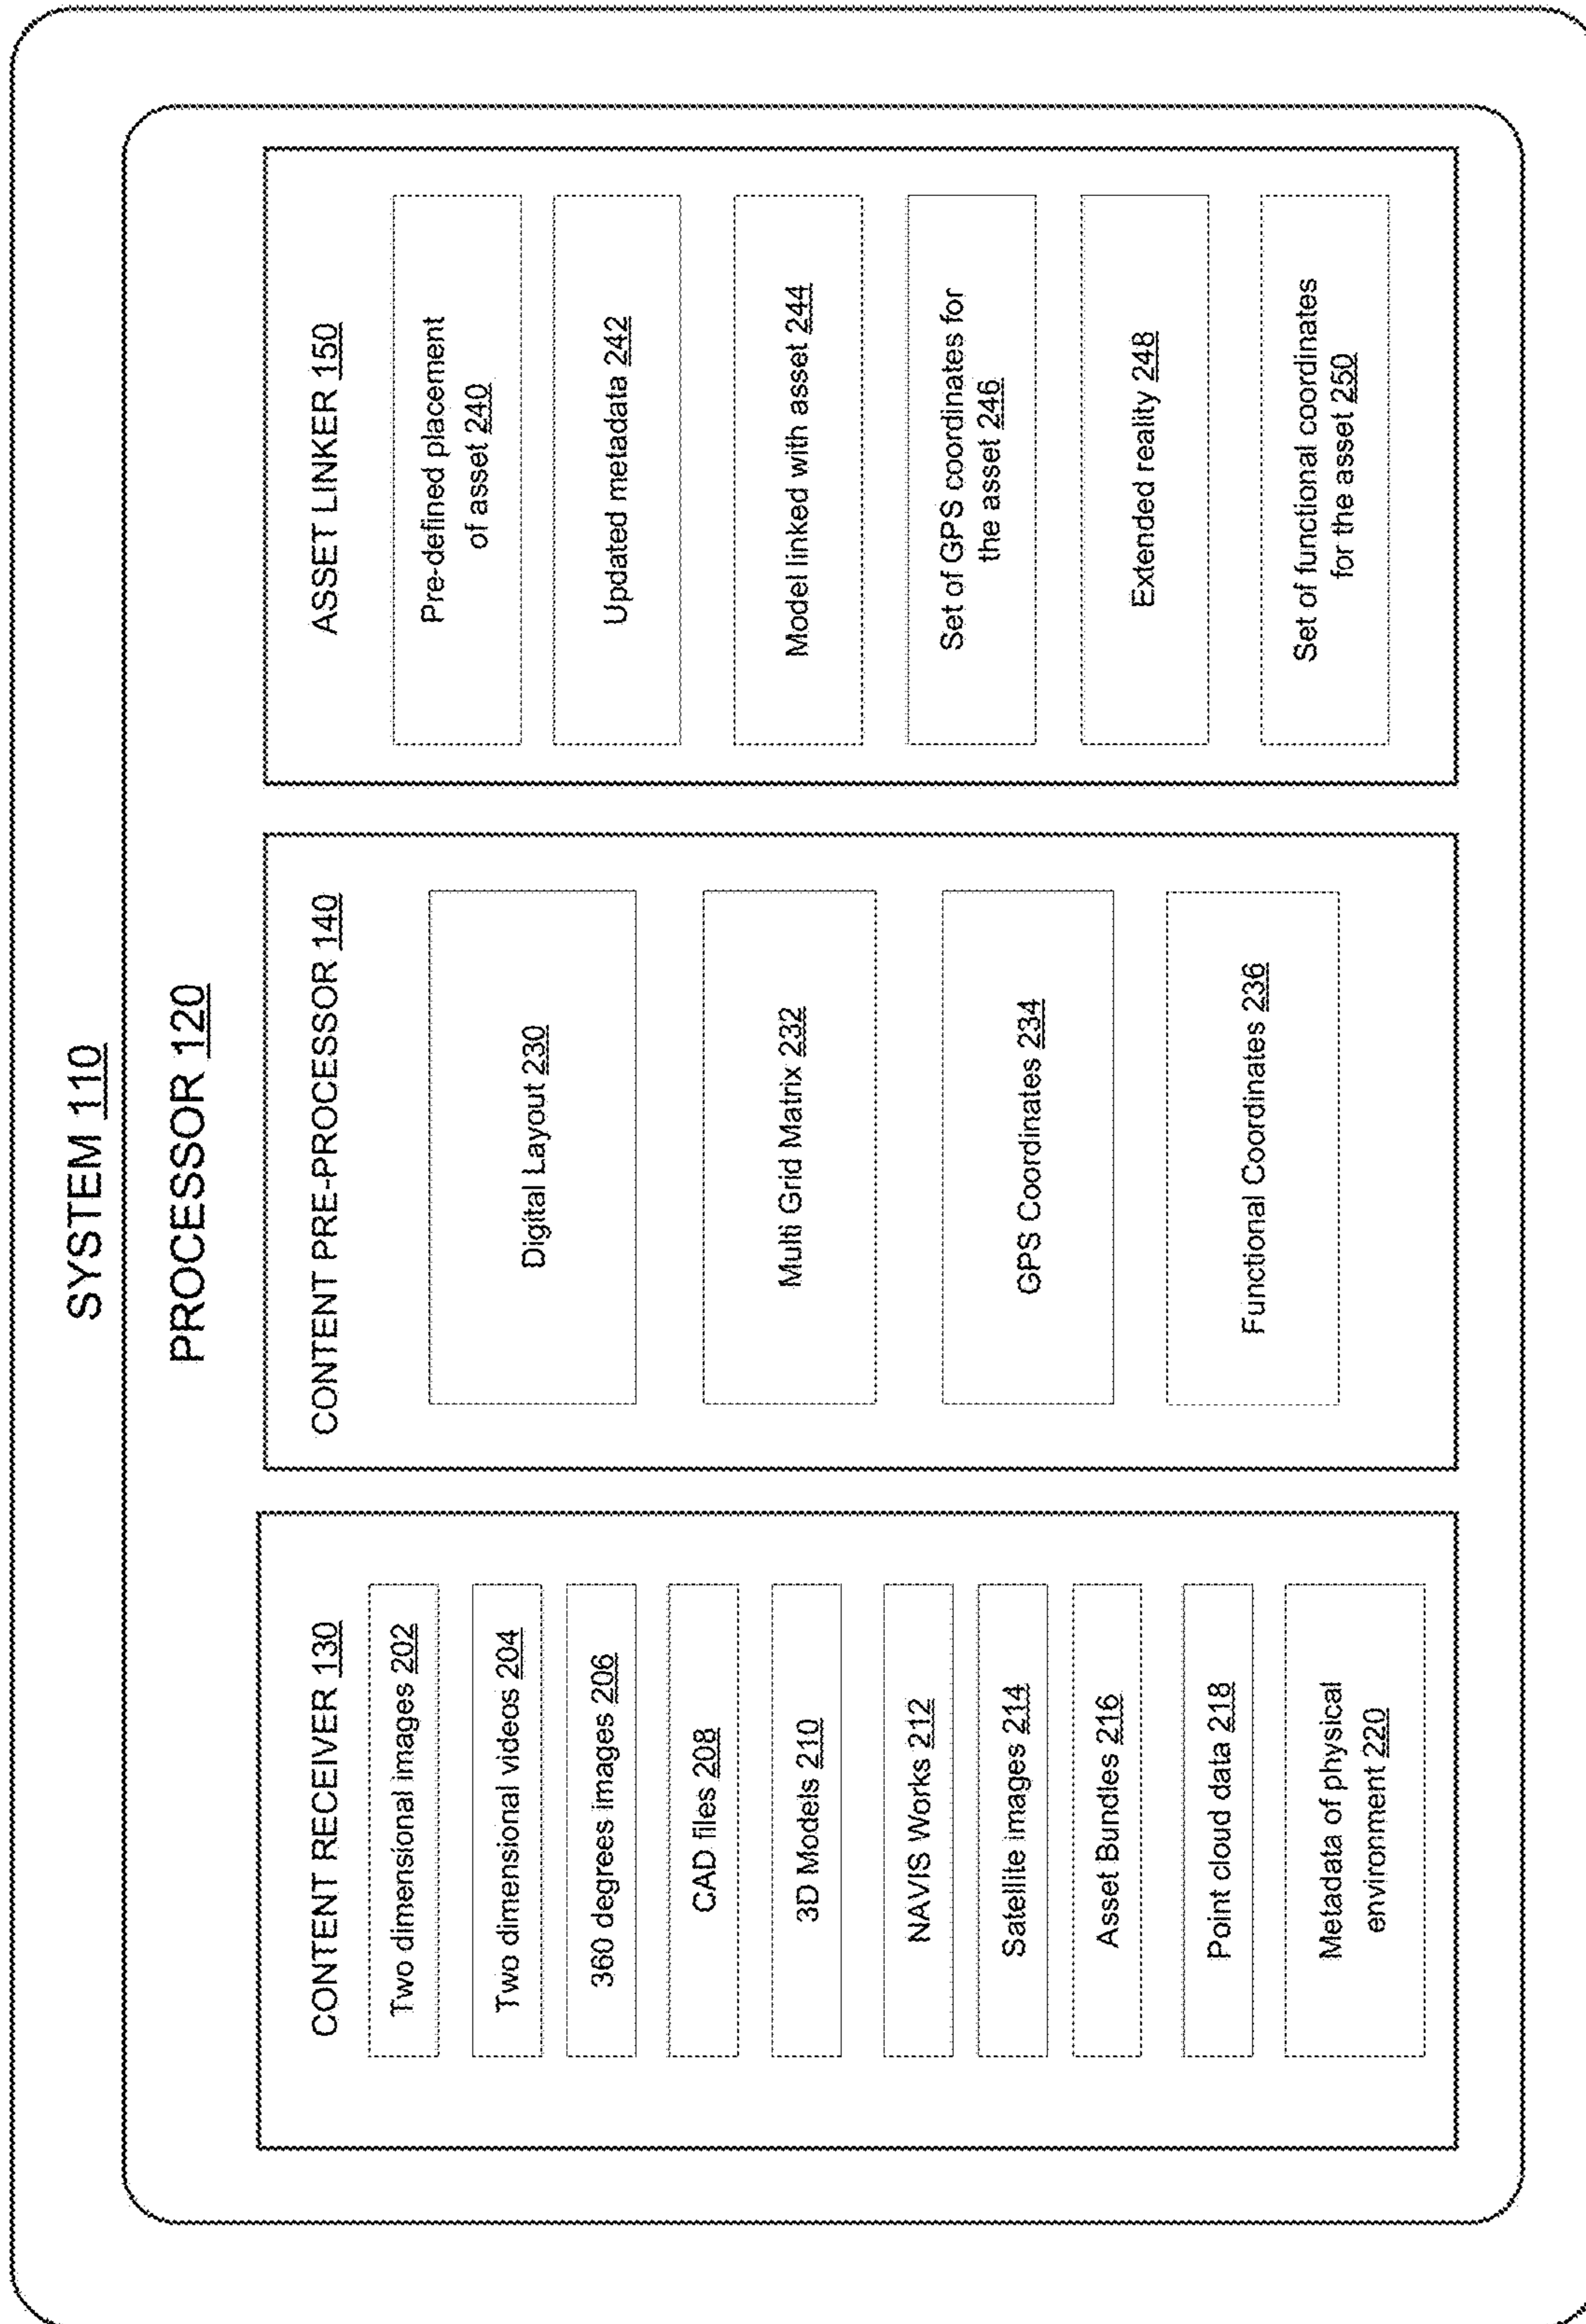 SYSTEM 110
PROCESSOR 120
CONTENT RECEIVER 130
Two dimensional images 202
Two dimensional videos 204
360 degrees images 206
CAD files 208
3D Models 210
NAVIS Works 212
Satellite images 214
Asset Bundles 216
Point cloud data 218
Metadata of physical
environment 220
CONTENT PRE-PROCESSOR 140
Digital Layout 230
Multi Grid Matrix 232
GPS Coordinates 234
Functional Coordinates 236
ASSET LINKER 150
Pre-defined placement
of asset 240
Updated metadata 242
Model linked with asset 244
Set of GPS coordinates for
the asset 246
Extended reality 248
Set of functional coordinates
for the asset 250